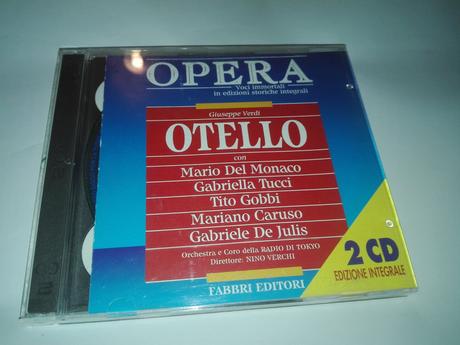 OPERA
Voci immortali
in edizioni storiche integrali
Giuseppe Verdi
OTELLO
con
Mario Del Monaco
Gabriella Tucci
Tito Gobbi
Mariano Caruso
Gabriele De Julis
Orchestra e Coro della RADIO DI TOKYO
Direttore: NINO VERCHI
2 CD
EDIZIONE INTEGRALE
FABBRI EDITORI